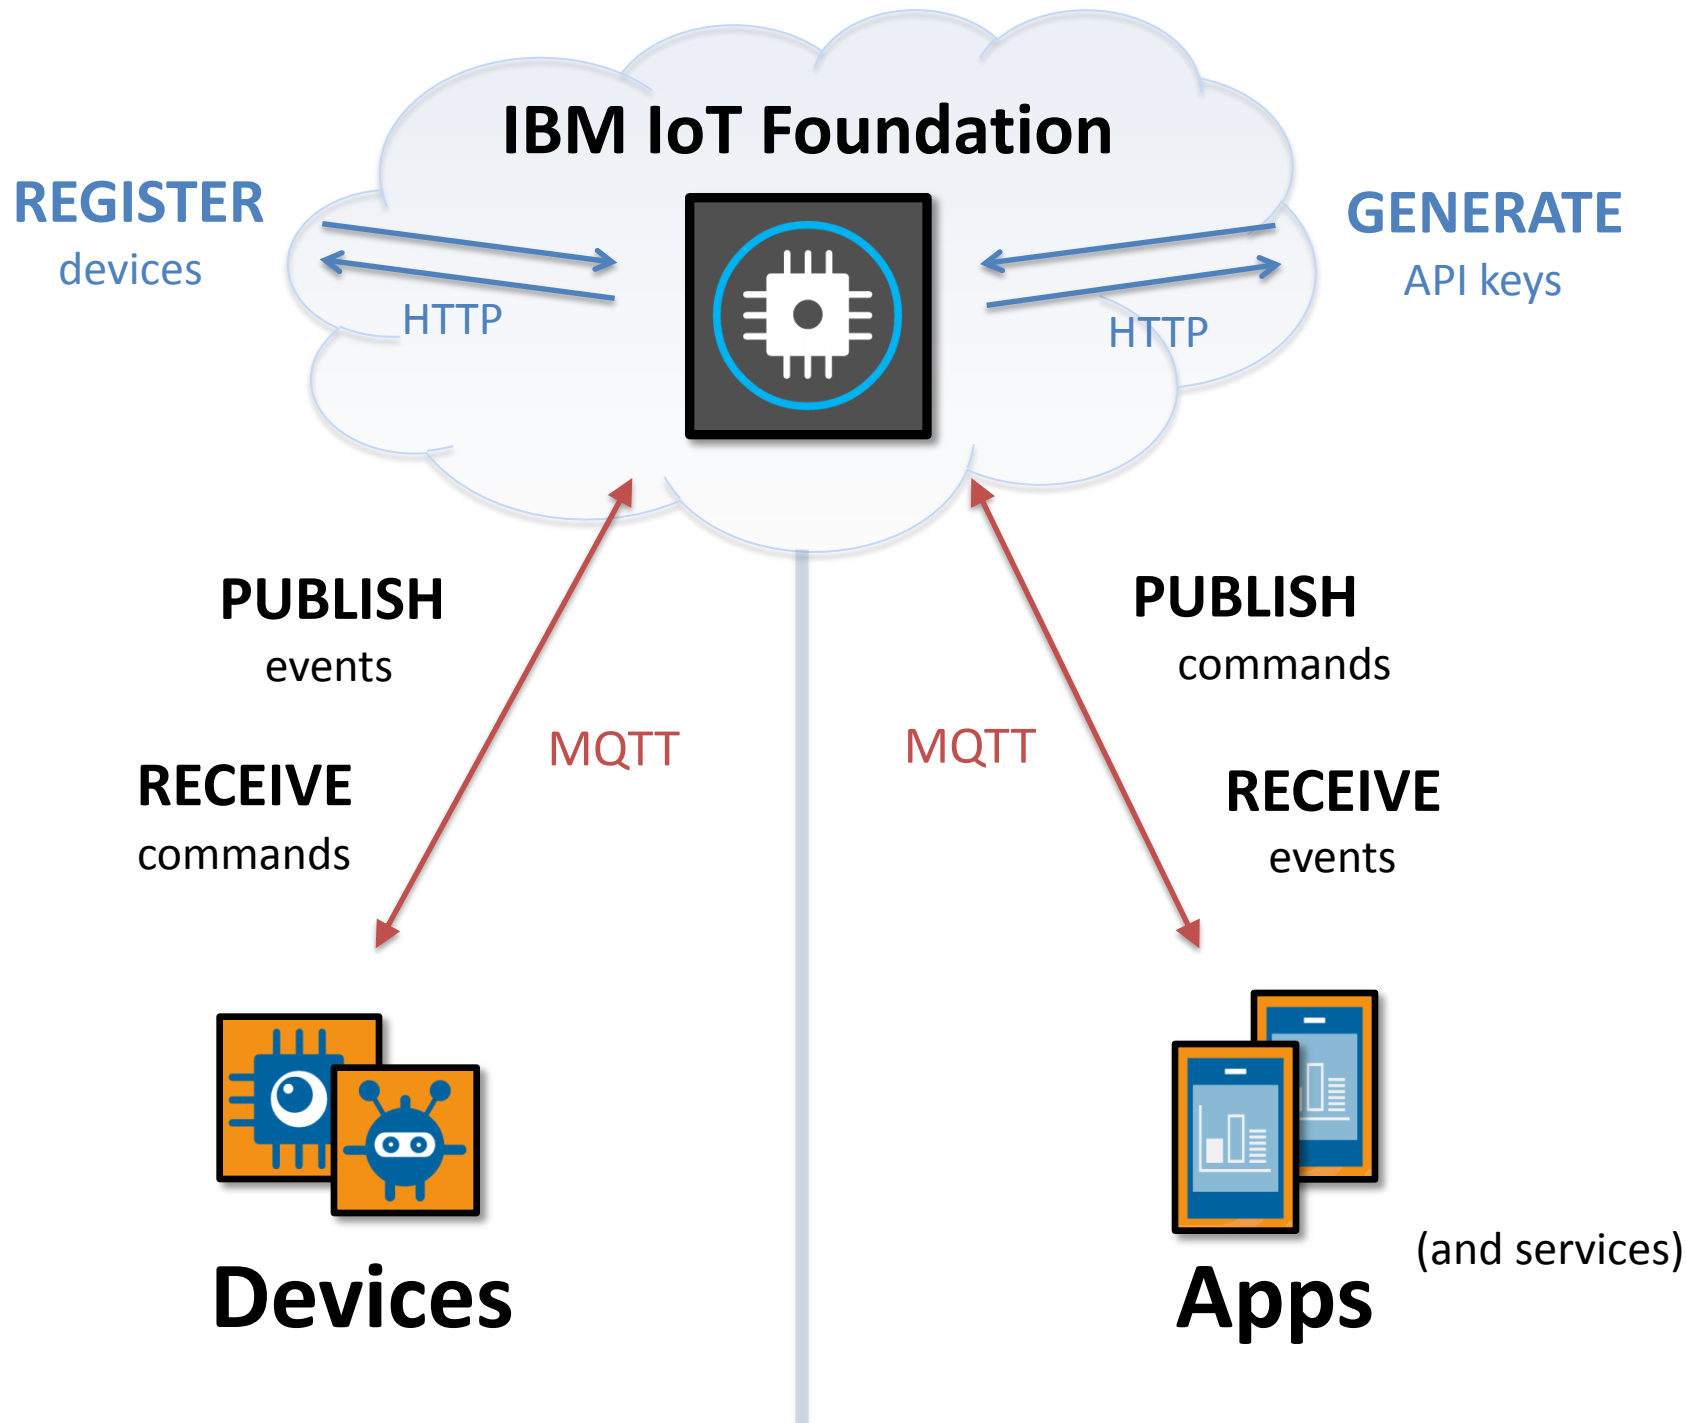 IBM IoT Foundation
REGISTER
devices
HTTP
GENERATE
API keys
HTTP
PUBLISH
events
RECEIVE
commands
MQTT
MQTT
PUBLISH
commands
RECEIVE
events
Devices
Apps
(and services)